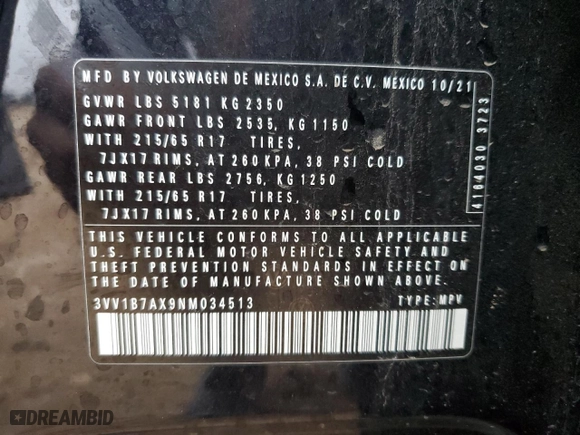 MFD BY VOLKSWAGEN DE MEXICO S.A. DE C.V. MEXICO 10/21
GVWR LBS 5181 KG 2350
GAWR FRONT LBS 2535, KG 1150
WITH 215/65 R17 TIRES,
7JX17 RIMS, AT 260 KPA, 38 PSI COLD
GAWR REAR LBS 2756, KG 1250
WITH 215/65 R17 TIRES,
7JX17 RIMS, AT 260 KPA, 38 PSI COLD
THIS VEHICLE CONFORMS TO ALL APPLICABLE
U.S. FEDERAL MOTOR VEHICLE SAFETY AND
THEFT PREVENTION STANDARDS IN EFFECT ON
THE DATE OF MANUFACTURE SHOWN ABOVE.
3VV1B7AX9NM034513 TYPE: MPV
4164030 3723
DREAMBID